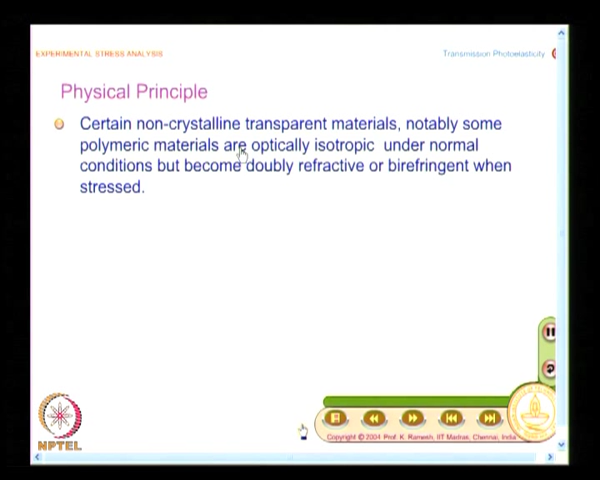 EXPERIMENTAL STRESS ANALYSIS
Transmission Photoelasticity
Physical Principle
Certain non-crystalline transparent materials, notably some
polymeric materials are optically isotropic under normal
conditions but become doubly refractive or birefringent when
stressed.
NPTEL
Copyright © 2004 Prof. K. Ramesh, IIT Madras, Chennai, India